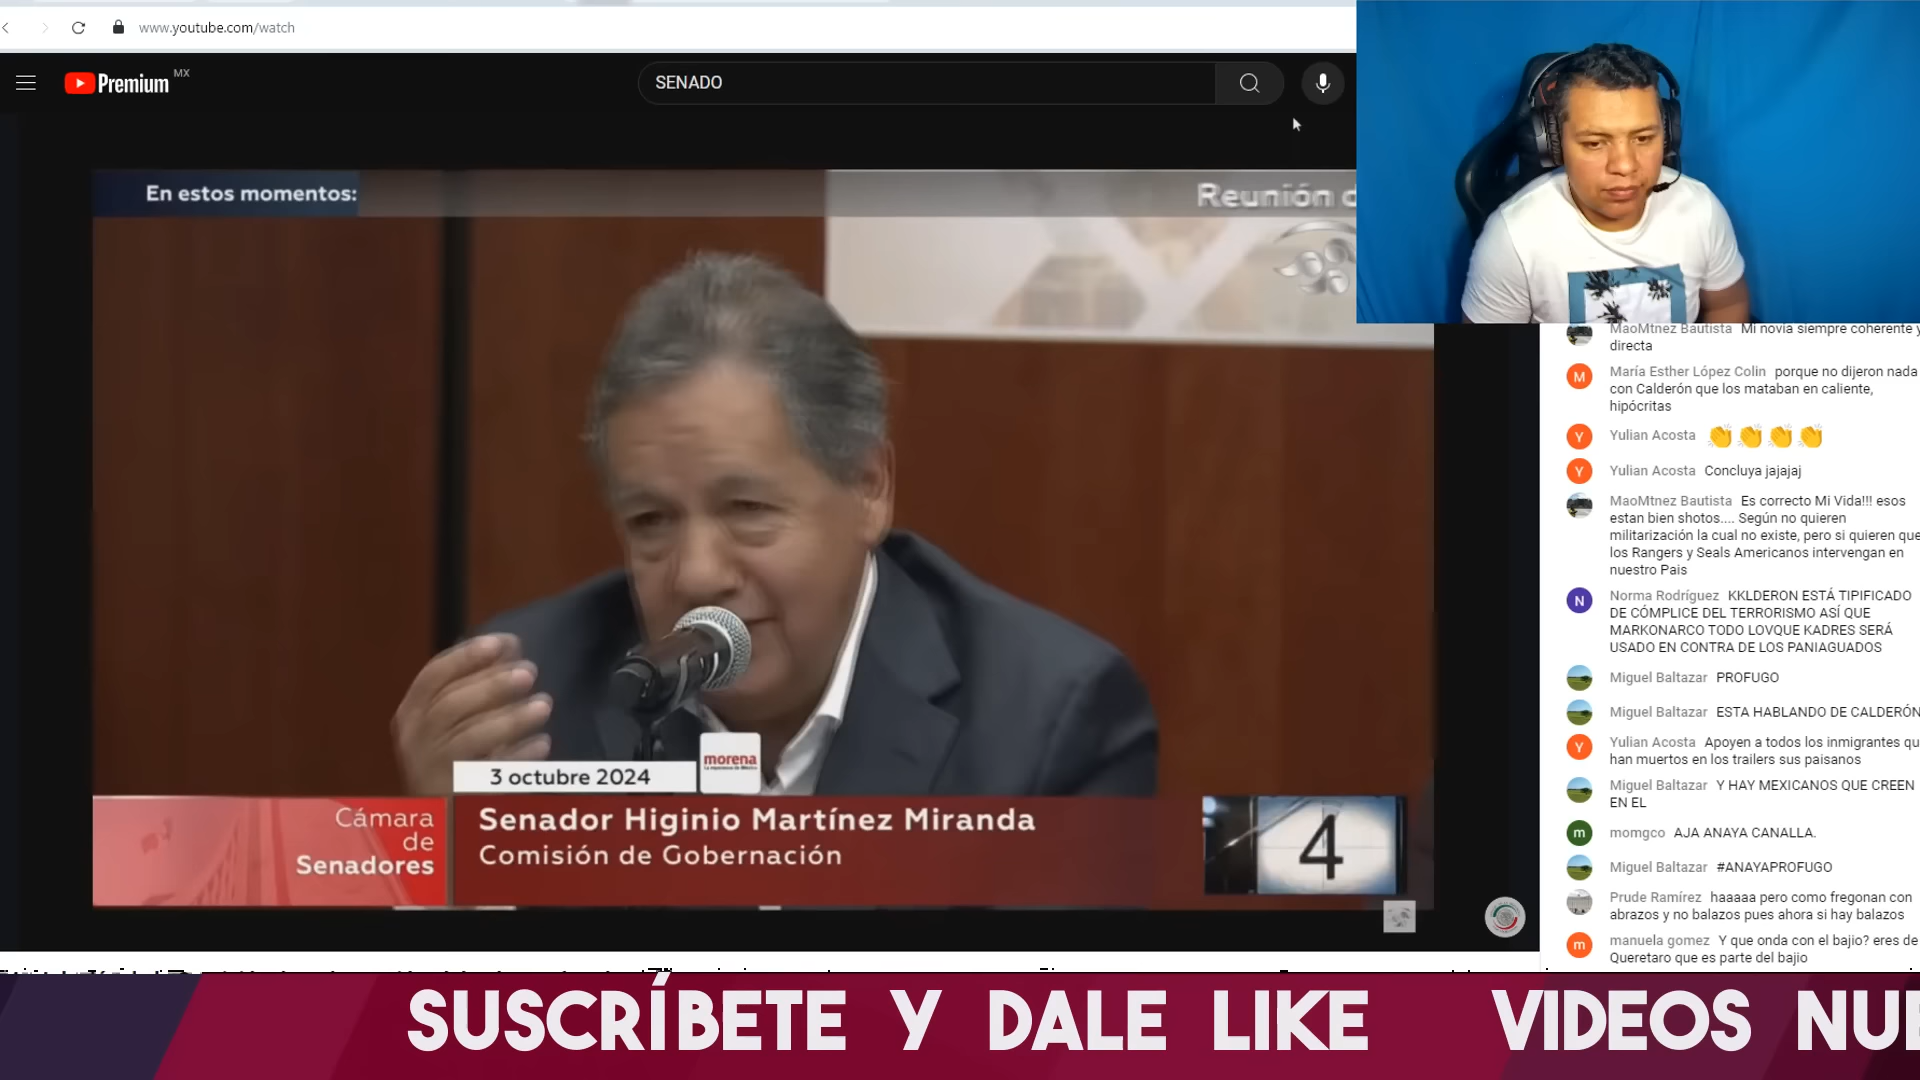 www.youtube.com/watch
Premium MX
SENADO
En estos momentos:
Reunión
morena
La esperanza de México
3 octubre 2024
Cámara
de
Senadores
Senador Higinio Martínez Miranda
Comisión de Gobernación
4
MaoMtnez Bautista Mi novia siempre coherente y
directa
M
María Esther López Colin porque no dijeron nada
con Calderón que los mataban en caliente,
hipócritas
Y
Yulian Acosta 👏👏👏👏
Y
Yulian Acosta Concluya jajajaj
MaoMtnez Bautista Es correcto Mi Vida!!! esos
estan bien shotos.... Según no quieren
militarización la cual no existe, pero si quieren que
los Rangers y Seals Americanos intervengan en
nuestro Pais
N
Norma Rodríguez KKLDERON ESTÁ TIPIFICADO
DE CÓMPLICE DEL TERRORISMO ASÍ QUE
MARKONARCO TODO LOVQUE KADRES SERÁ
USADO EN CONTRA DE LOS PANIAGUADOS
Miguel Baltazar PROFUGO
Miguel Baltazar ESTA HABLANDO DE CALDERÓN
Y
Yulian Acosta Apoyen a todos los inmigrantes qu
han muertos en los trailers sus paisanos
Miguel Baltazar Y HAY MEXICANOS QUE CREEN
EN EL
m
momgco AJA ANAYA CANALLA.
Miguel Baltazar #ANAYAPROFUGO
Prude Ramírez haaaaa pero como fregonan con
abrazos y no balazos pues ahora si hay balazos
m
manuela gomez Y que onda con el bajio? eres de
Queretaro que es parte del bajio
SUSCRÍBETE Y DALE LIKE VIDEOS NUE